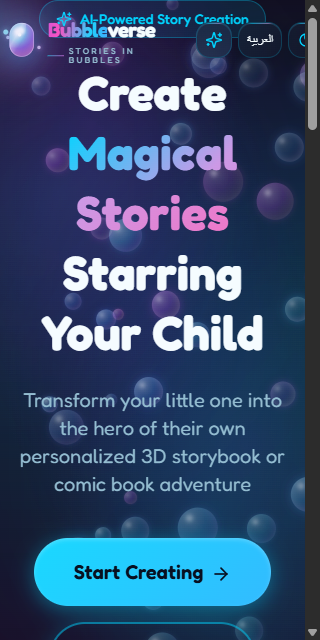 AI-Powered Story Creation
Bubbleverse
STORIES IN
BUBBLES
العربية
Create
Magical
Stories
Starring
Your Child
Transform your little one into
the hero of their own
personalized 3D storybook or
comic book adventure
Start Creating →